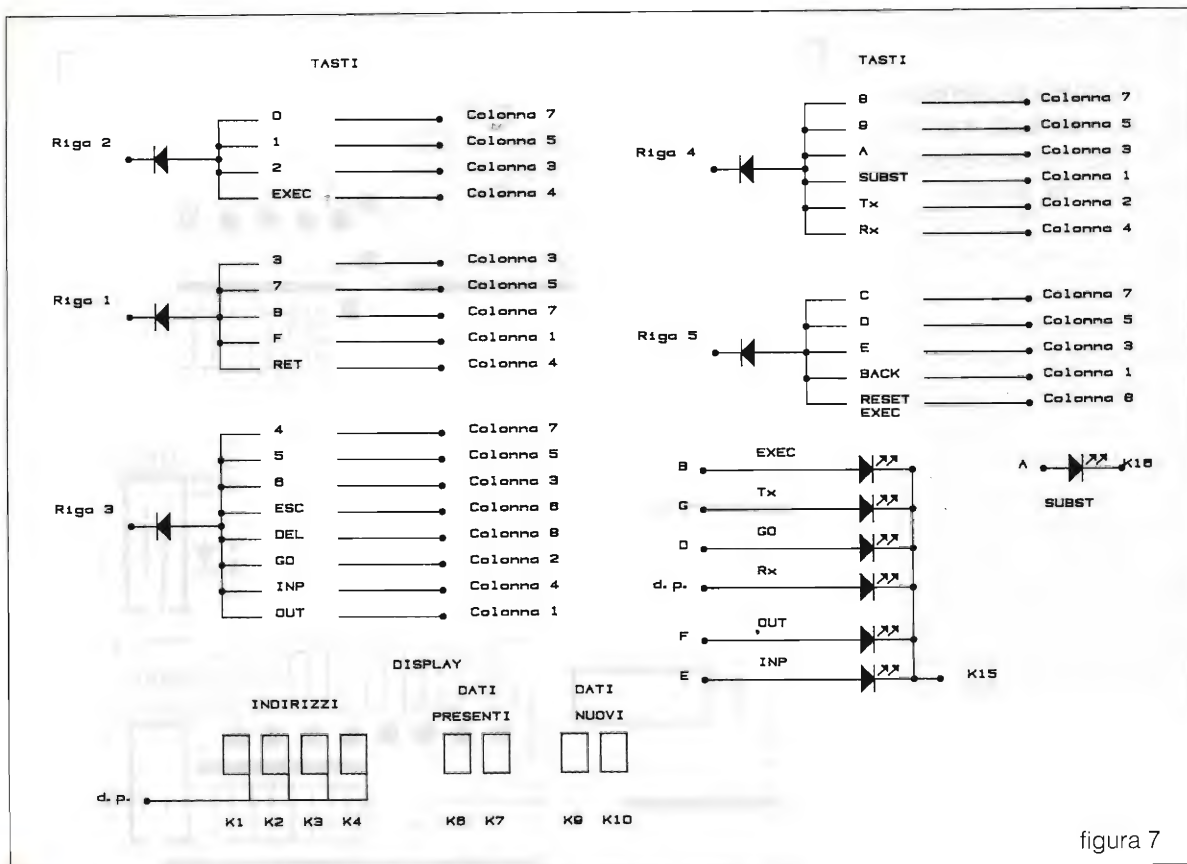 TASTI
Riga 2
0 Colonna 7
1 Colonna 5
2 Colonna 3
EXEC Colonna 4
Riga 1
3 Colonna 3
7 Colonna 5
B Colonna 7
F Colonna 1
RET Colonna 4
Riga 3
4 Colonna 7
5 Colonna 5
6 Colonna 3
ESC Colonna 6
DEL Colonna 8
GO Colonna 2
INP Colonna 4
OUT Colonna 1
TASTI
Riga 4
8 Colonna 7
9 Colonna 5
A Colonna 3
SUBST Colonna 1
Tx Colonna 2
Rx Colonna 4
Riga 5
C Colonna 7
D Colonna 5
E Colonna 3
BACK Colonna 1
RESET Colonna 8
EXEC
B EXEC
G Tx
D GO
d.p. Rx
F OUT
E INP
K15
A K16
SUBST
DISPLAY
INDIRIZZI
DATI
PRESENTI
DATI
NUOVI
d.p.
K1 K2 K3 K4 K6 K7 K9 K10
figura 7